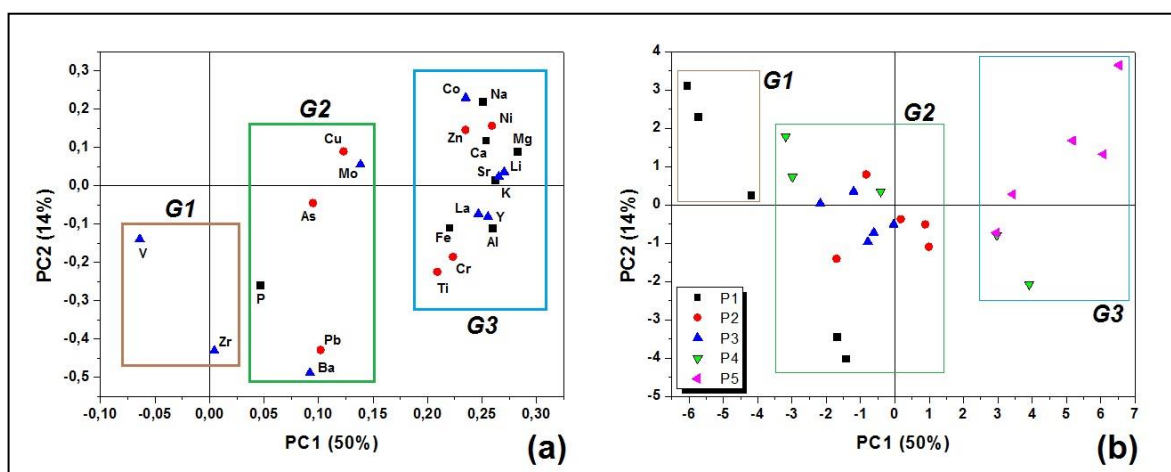 0,3
0,2
0,1
0,0
-0,1
-0,2
-0,3
-0,4
-0,5
PC2 (14%)
-0,10
-0,05
0,00
0,05
0,10
0,15
0,20
0,25
0,30
PC1 (50%)
(a)
G1
G2
G3
V
Zr
Cu
Mo
As
P
Pb
Ba
Co
Na
Zn
Ni
Ca
Mg
Sr
Li
K
La
Y
Fe
Al
Cr
Ti
4
3
2
1
0
-1
-2
-3
-4
-5
PC2 (14%)
-6
-5
-4
-3
-2
-1
0
1
2
3
4
5
6
7
PC1 (50%)
(b)
G1
G2
G3
P1
P2
P3
P4
P5